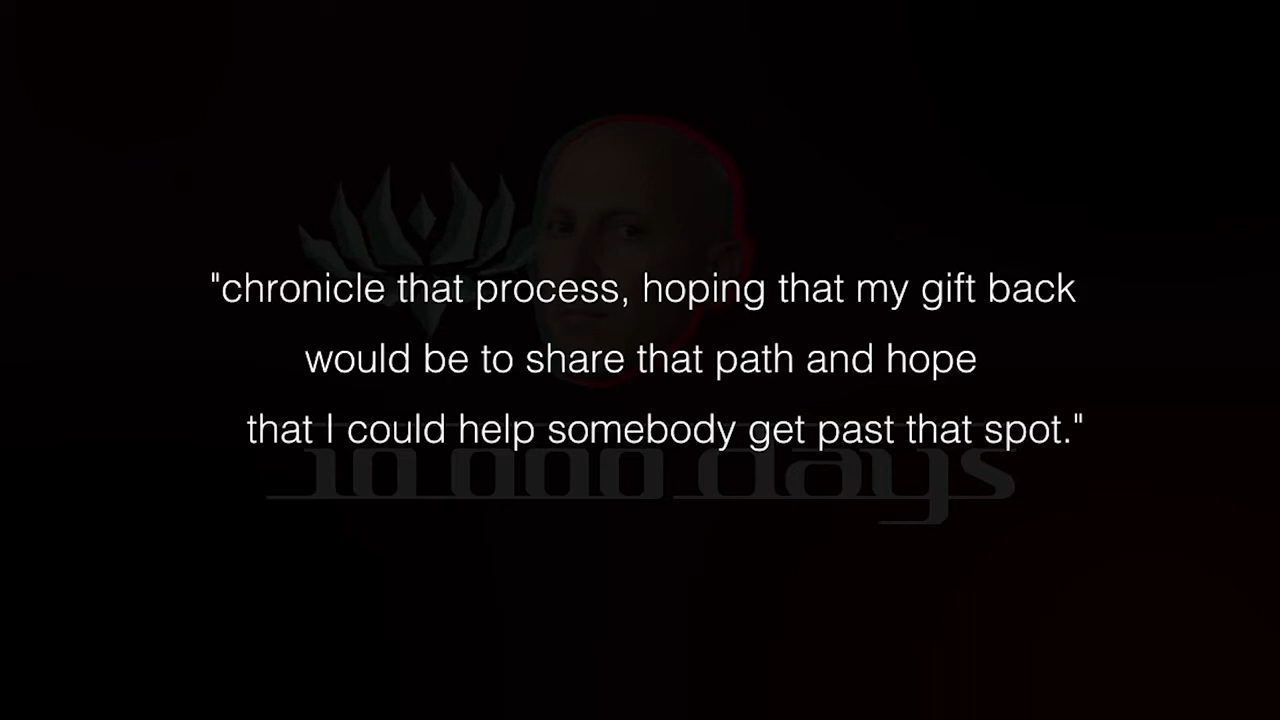 "chronicle that process, hoping that my gift back
would be to share that path and hope
that I could help somebody get past that spot."
10 000 days